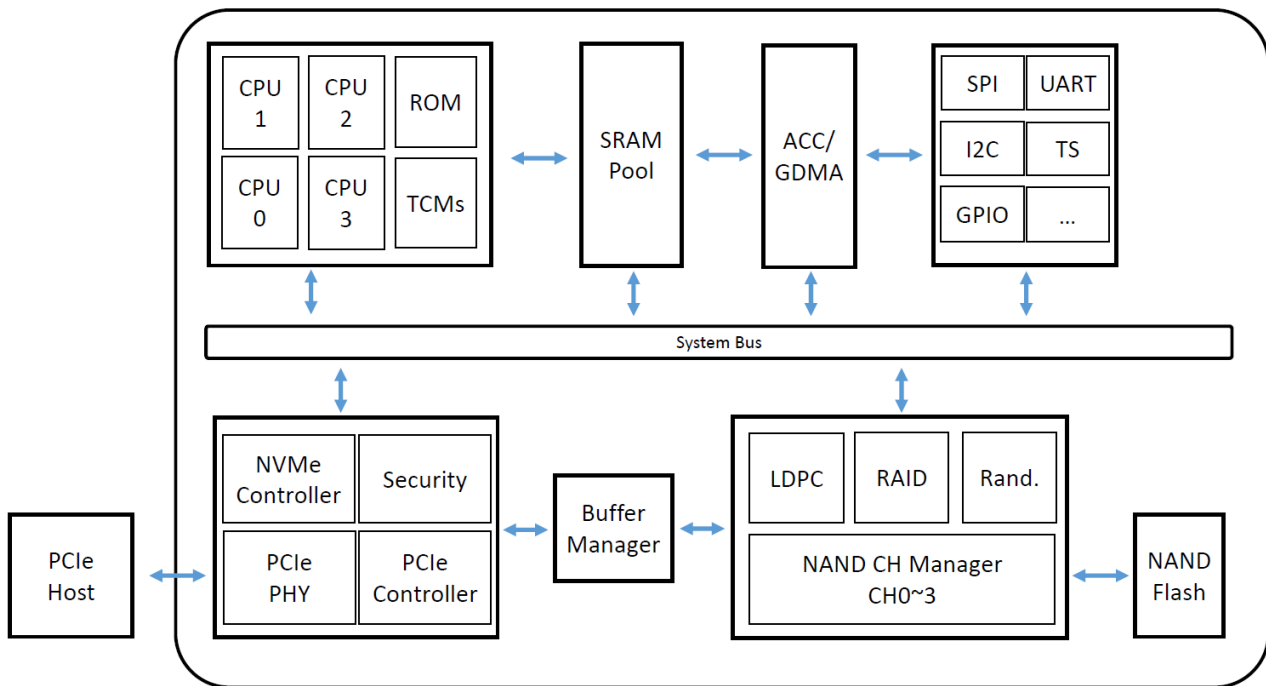 CPU
1
CPU
2
ROM
CPU
0
CPU
3
TCMs
SRAM
Pool
ACC/
GDMA
SPI
UART
I2C
TS
GPIO
...
System Bus
PCIe
Host
NVMe
Controller
Security
PCIe
PHY
PCIe
Controller
Buffer
Manager
LDPC
RAID
Rand.
NAND CH Manager
CH0~3
NAND
Flash